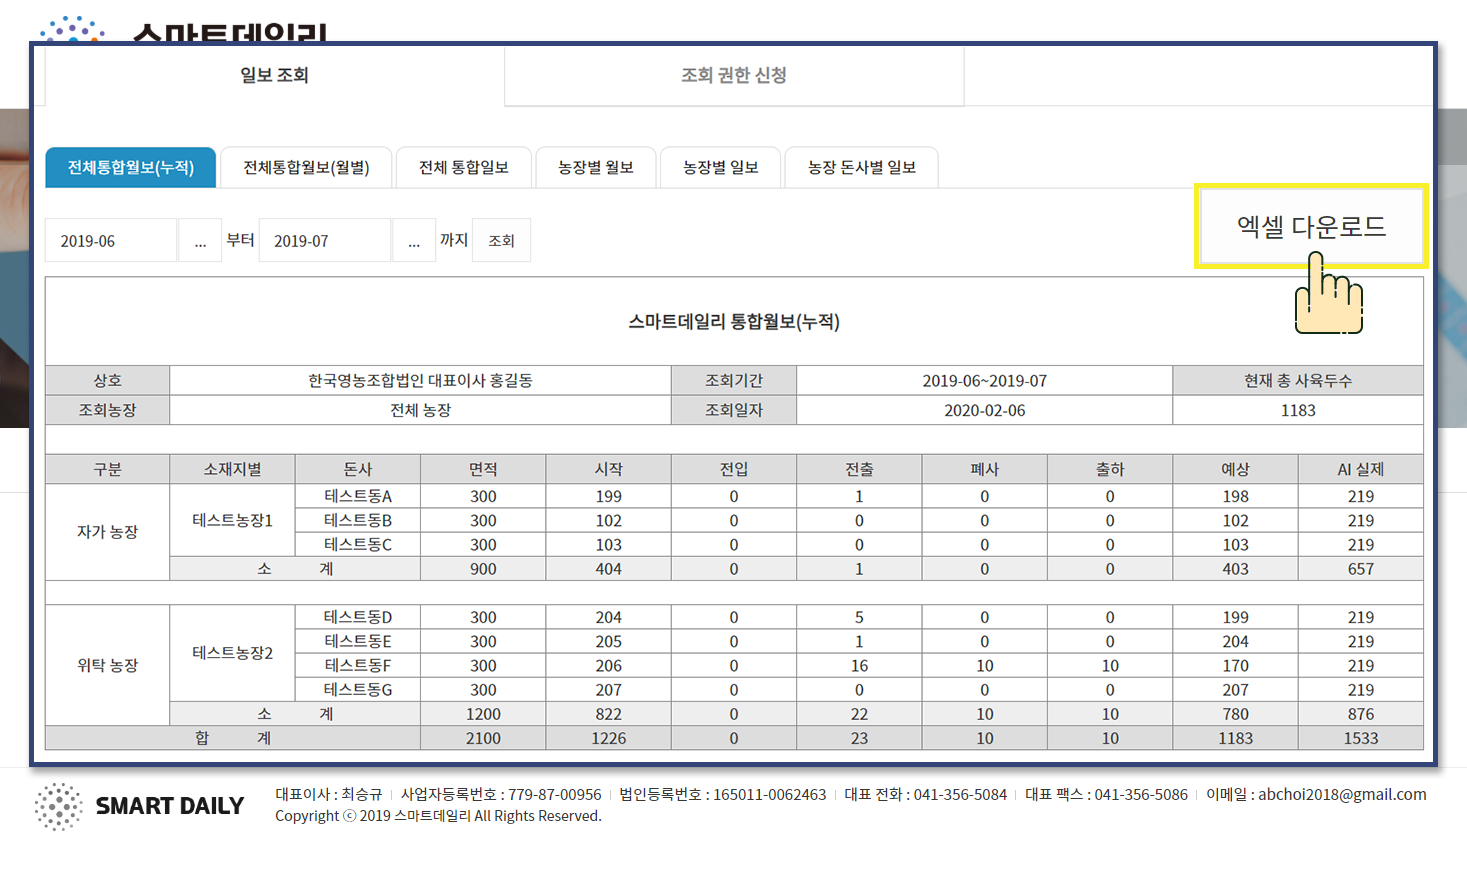 스마트데일리
일보 조회 조회 권한 신청
전체통합월보(누적) 전체통합월보(월별) 전체 통합일보 농장별 월보 농장별 일보 농장 돈사별 일보
엑셀 다운로드
2019-06 ... 부터 2019-07 ... 까지 조회
스마트데일리 통합월보(누적)
상호 한국영농조합법인 대표이사 홍길동 조회기간 2019-06~2019-07 현재 총 사육두수
조회농장 전체 농장 조회일자 2020-02-06 1183
구분 소재지별 돈사 면적 시작 전입 전출 폐사 출하 예상 AI 실제
자가 농장 테스트농장1 테스트동A 300 199 0 1 0 0 198 219
테스트동B 300 102 0 0 0 0 102 219
테스트동C 300 103 0 0 0 0 103 219
소 계 900 404 0 1 0 0 403 657
위탁 농장 테스트농장2 테스트동D 300 204 0 5 0 0 199 219
테스트동E 300 205 0 1 0 0 204 219
테스트동F 300 206 0 16 10 10 170 219
테스트동G 300 207 0 0 0 0 207 219
소 계 1200 822 0 22 10 10 780 876
합 계 2100 1226 0 23 10 10 1183 1533
SMART DAILY
대표이사 : 최승규 | 사업자등록번호 : 779-87-00956 | 법인등록번호 : 165011-0062463 | 대표 전화 : 041-356-5084 | 대표 팩스 : 041-356-5086 | 이메일 : abchoi2018@gmail.com
Copyright ⓒ 2019 스마트데일리 All Rights Reserved.